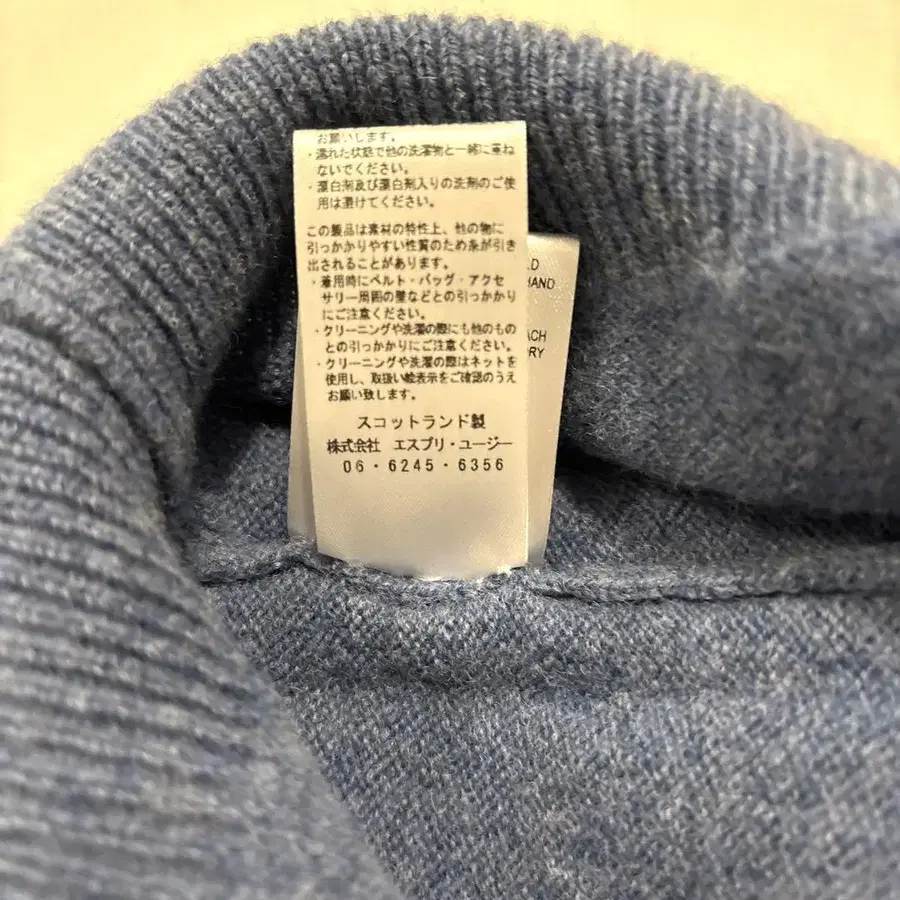 お願いします。
・濡れた状態で他の洗濯物と一緒に重ね
ないでください。
・漂白剤及び漂白剤入りの洗剤のご使
用は避けてください。
この製品は素材の特性上、他の物に
引っかかりやすい性質のため糸が引き
出されることがあります。
・着用時にベルト・バッグ・アクセ
サリー周囲の壁などとの引っかかり
にご注意ください。
・クリーニングや洗濯の際にも他のもの
との引っかかりにご注意ください。
・クリーニングや洗濯の際はネットを
使用し、取扱い絵表示をご確認のうえ
お願い致します。
スコットランド製
株式会社 エスプリ・ユージー
06・6245・6356
LD
HAND
ACH
DRY